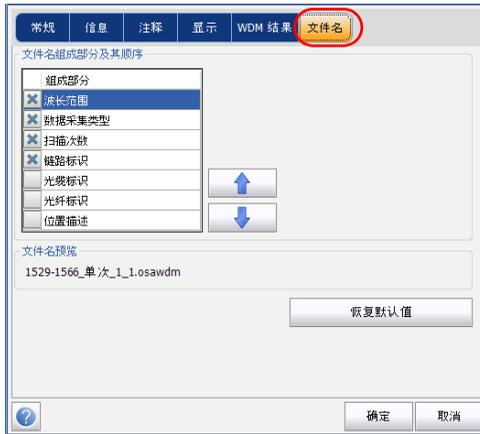 常规 信息 注释 显示 WDM 结果 文件名
文件名组成部分及其顺序
组成部分
波长范围
数据采集类型
扫描次数
链路标识
光缆标识
光纤标识
位置描述
文件名预览
1529-1566_单次_1_1.osawdm
恢复默认值
? 确定 取消